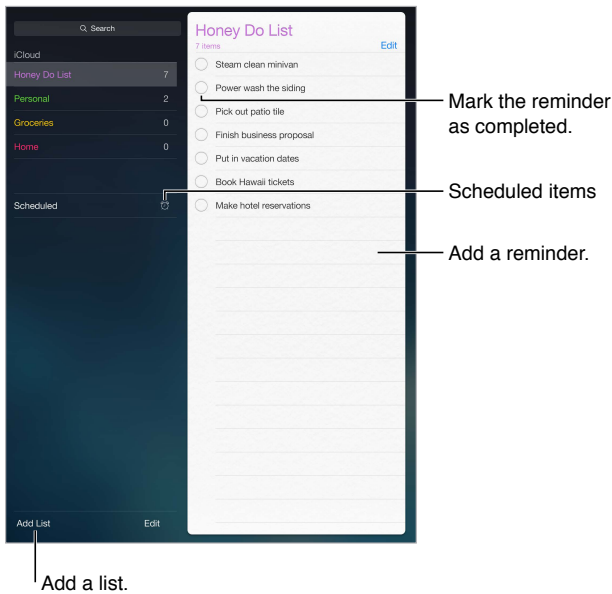 Search
iCloud
Honey Do List 7
Personal 2
Groceries 0
Home 0
Scheduled
Add List Edit
Honey Do List
7 items Edit
Steam clean minivan
Power wash the siding
Pick out patio tile
Finish business proposal
Put in vacation dates
Book Hawaii tickets
Make hotel reservations
Mark the reminder
as completed.
Scheduled items
Add a reminder.
Add a list.